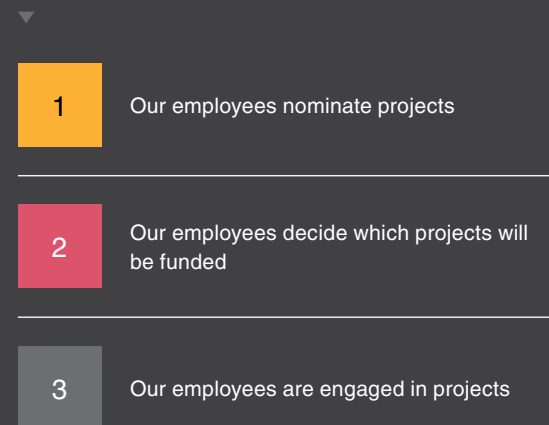 1
Our employees nominate projects
2
Our employees decide which projects will
be funded
3
Our employees are engaged in projects